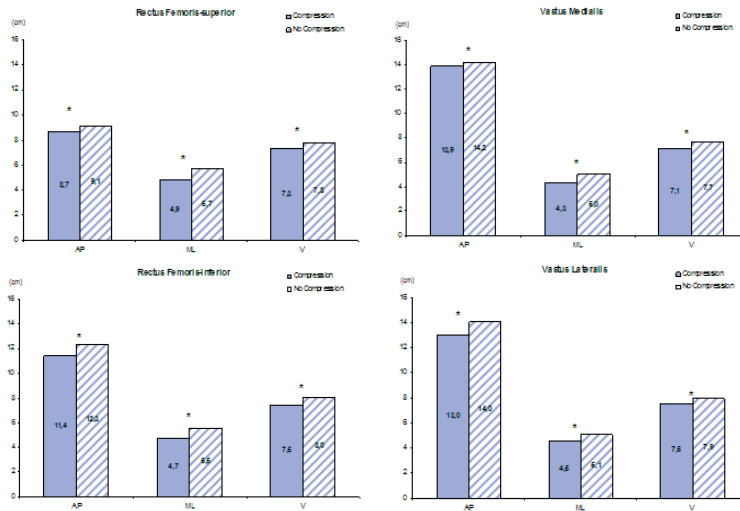 Rectus Femoris-superior
Compression
No Compression
(cm)
16
14
12
10
8
6
4
2
0
*
*
*
8,7
9,1
4,9
5,7
7,3
7,8
AP
ML
V
Vastus Medialis
Compression
No Compression
(cm)
16
14
12
10
8
6
4
2
0
*
*
*
13,9
14,2
4,3
5,0
7,1
7,7
AP
ML
V
Rectus Femoris-Inferior
Compression
No Compression
(cm)
16
14
12
10
8
6
4
2
0
*
*
*
11,4
12,3
4,7
5,5
7,5
8,0
AP
ML
V
Vastus Lateralis
Compression
No Compression
(cm)
16
14
12
10
8
6
4
2
0
*
*
*
13,0
14,0
4,6
5,1
7,5
7,9
AP
ML
V